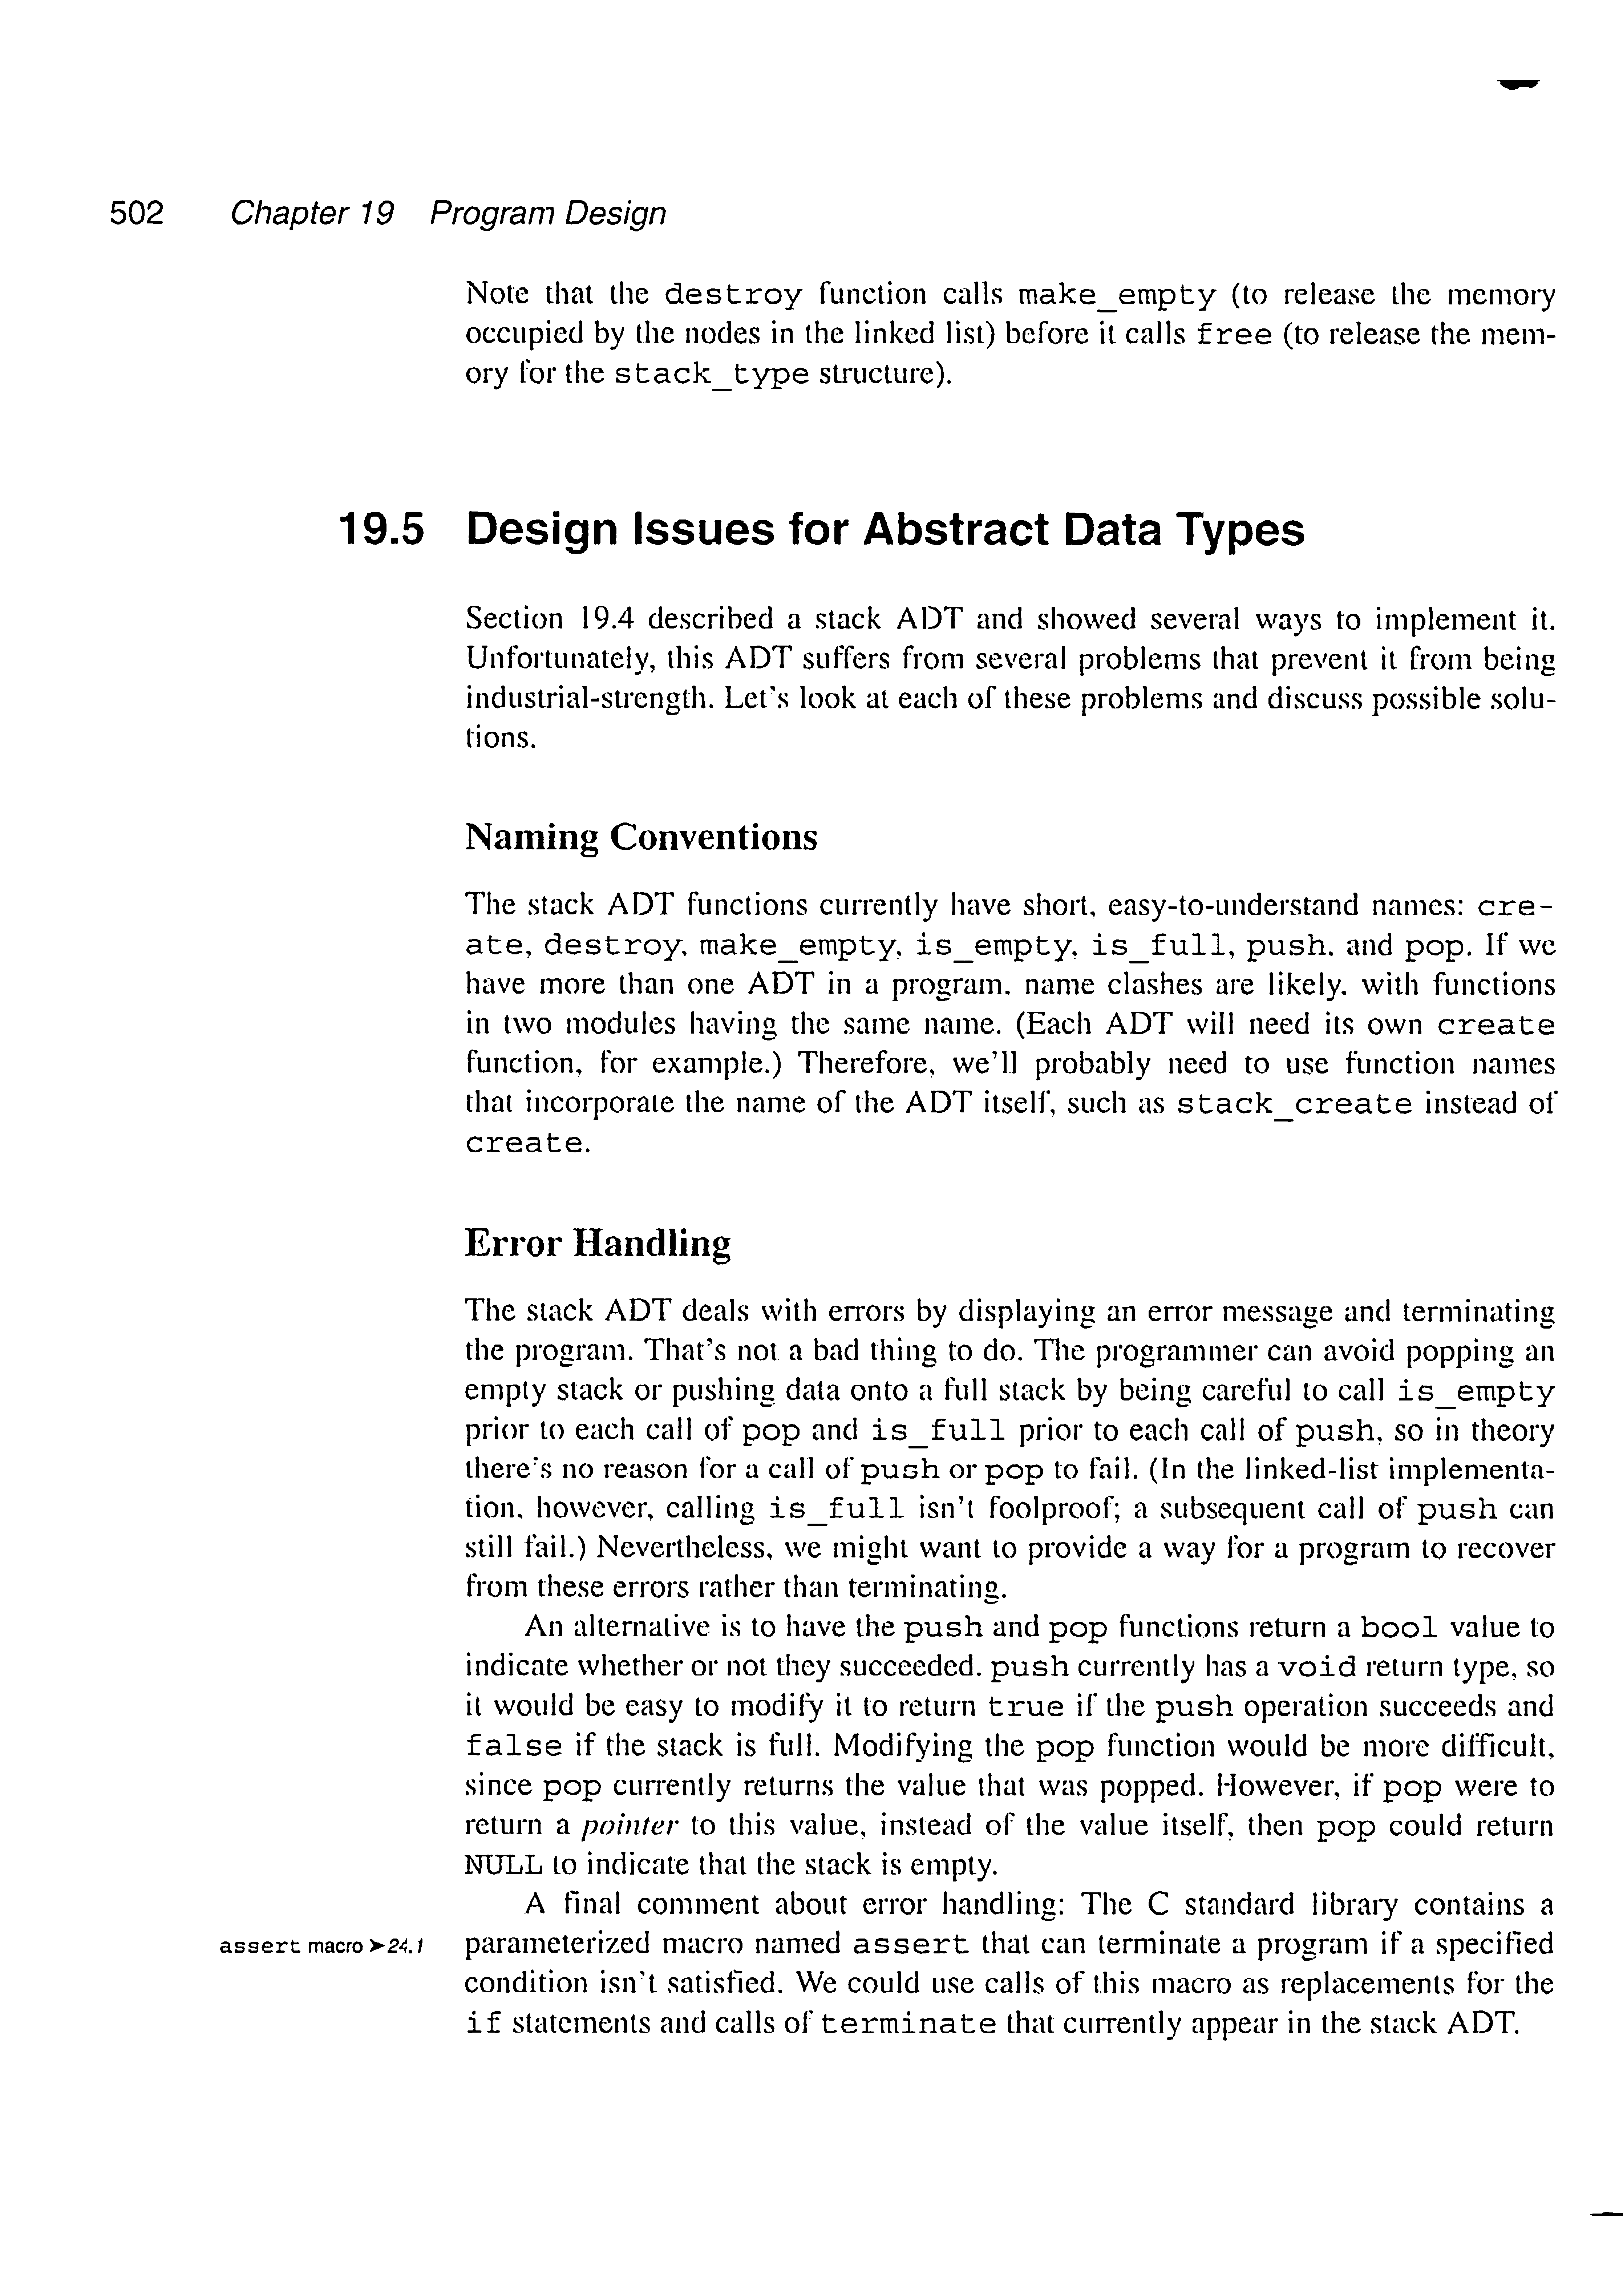 502 Chapter 19 Program Design
Note that the destroy function calls make_empty (to release the memory
occupied by the nodes in the linked list) before it calls free (to release the mem-
ory for the stack_type structure).
19.5 Design Issues for Abstract Data Types
Section 19.4 described a stack ADT and showed several ways to implement it.
Unfortunately, this ADT suffers from several problems that prevent it from being
industrial-strength. Let's look at each of these problems and discuss possible solu-
tions.
Naming Conventions
The stack ADT functions currently have short, easy-to-understand names: cre-
ate, destroy, make_empty, is_empty, is_full, push, and pop. If we
have more than one ADT in a program, name clashes are likely, with functions
in two modules having the same name. (Each ADT will need its own create
function, for example.) Therefore, we'll probably need to use function names
that incorporate the name of the ADT itself, such as stack_create instead of
create.
Error Handling
The stack ADT deals with errors by displaying an error message and terminating
the program. That's not a bad thing to do. The programmer can avoid popping an
empty stack or pushing data onto a full stack by being careful to call is_empty
prior to each call of pop and is_full prior to each call of push, so in theory
there's no reason for a call of push or pop to fail. (In the linked-list implementa-
tion, however, calling is_full isn't foolproof; a subsequent call of push can
still fail.) Nevertheless, we might want to provide a way for a program to recover
from these errors rather than terminating.
An alternative is to have the push and pop functions return a bool value to
indicate whether or not they succeeded. push currently has a void return type, so
it would be easy to modify it to return true if the push operation succeeds and
false if the stack is full. Modifying the pop function would be more difficult,
since pop currently returns the value that was popped. However, if pop were to
return a pointer to this value, instead of the value itself, then pop could return
NULL to indicate that the stack is empty.
A final comment about error handling: The C standard library contains a
assert macro ➤24.1 parameterized macro named assert that can terminate a program if a specified
condition isn't satisfied. We could use calls of this macro as replacements for the
if statements and calls of terminate that currently appear in the stack ADT.